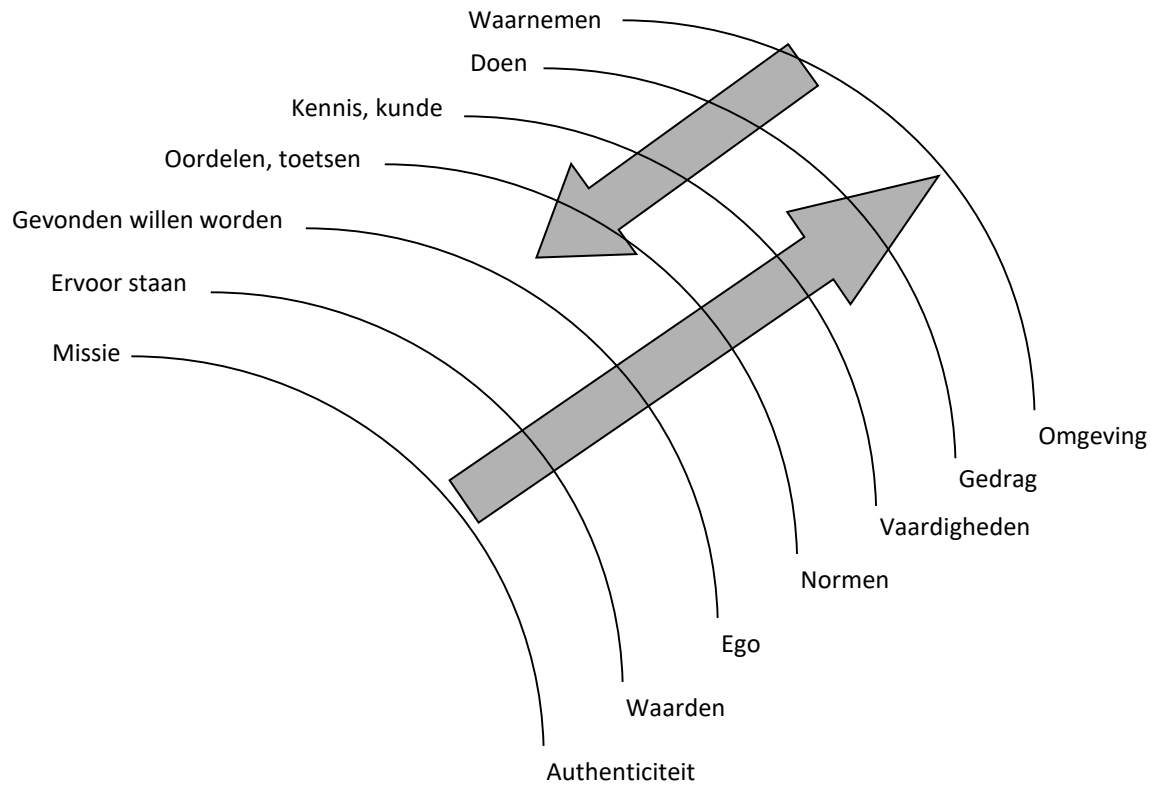 Waarnemen
Doen
Kennis, kunde
Oordelen, toetsen
Gevonden willen worden
Ervoor staan
Missie
Omgeving
Gedrag
Vaardigheden
Normen
Ego
Waarden
Authenticiteit